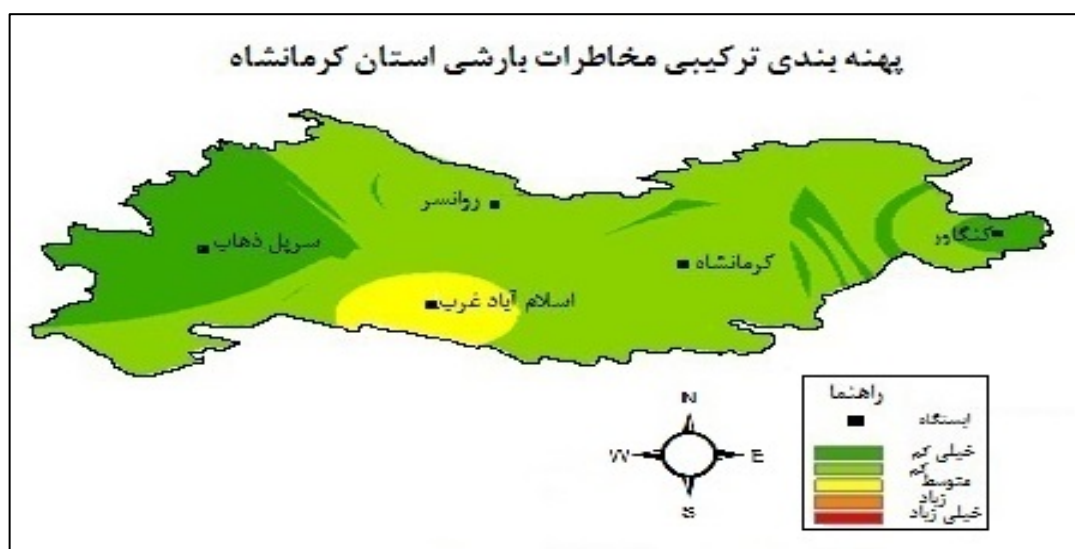 پهنه بندی ترکیبی مخاطرات بارشی استان کرمانشاه
روانسر
کنگاور
سرپل ذهاب
کرمانشاه
اسلام آباد غرب
N
W
E
S
راهنما
ایستگاه
خیلی کم
کم
متوسط
زیاد
خیلی زیاد